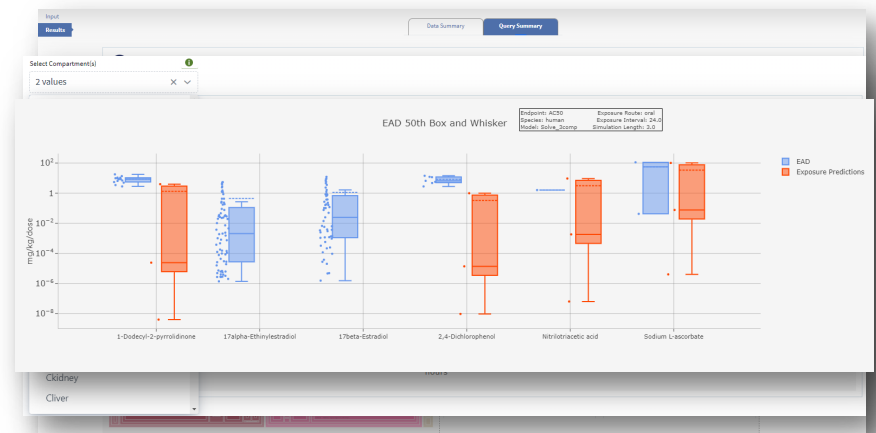 Input
Results
Data Summary
Query Summary
Select Compartment(s)
2 values
EAD 50th Box and Whisker
Endpoint: AC50 Exposure Route: oral
Species: human Exposure Interval: 24.0
Model: Solve_3comp Simulation Length: 3.0
EAD
Exposure Predictions
mg/kg/dose
10²
1
10⁻²
10⁻⁴
10⁻⁶
10⁻⁸
1-Dodecyl-2-pyrrolidinone
17alpha-Ethinylestradiol
17beta-Estradiol
2,4-Dichlorophenol
Nitrilotriacetic acid
Sodium L-ascorbate
hours
Ckidney
Cliver